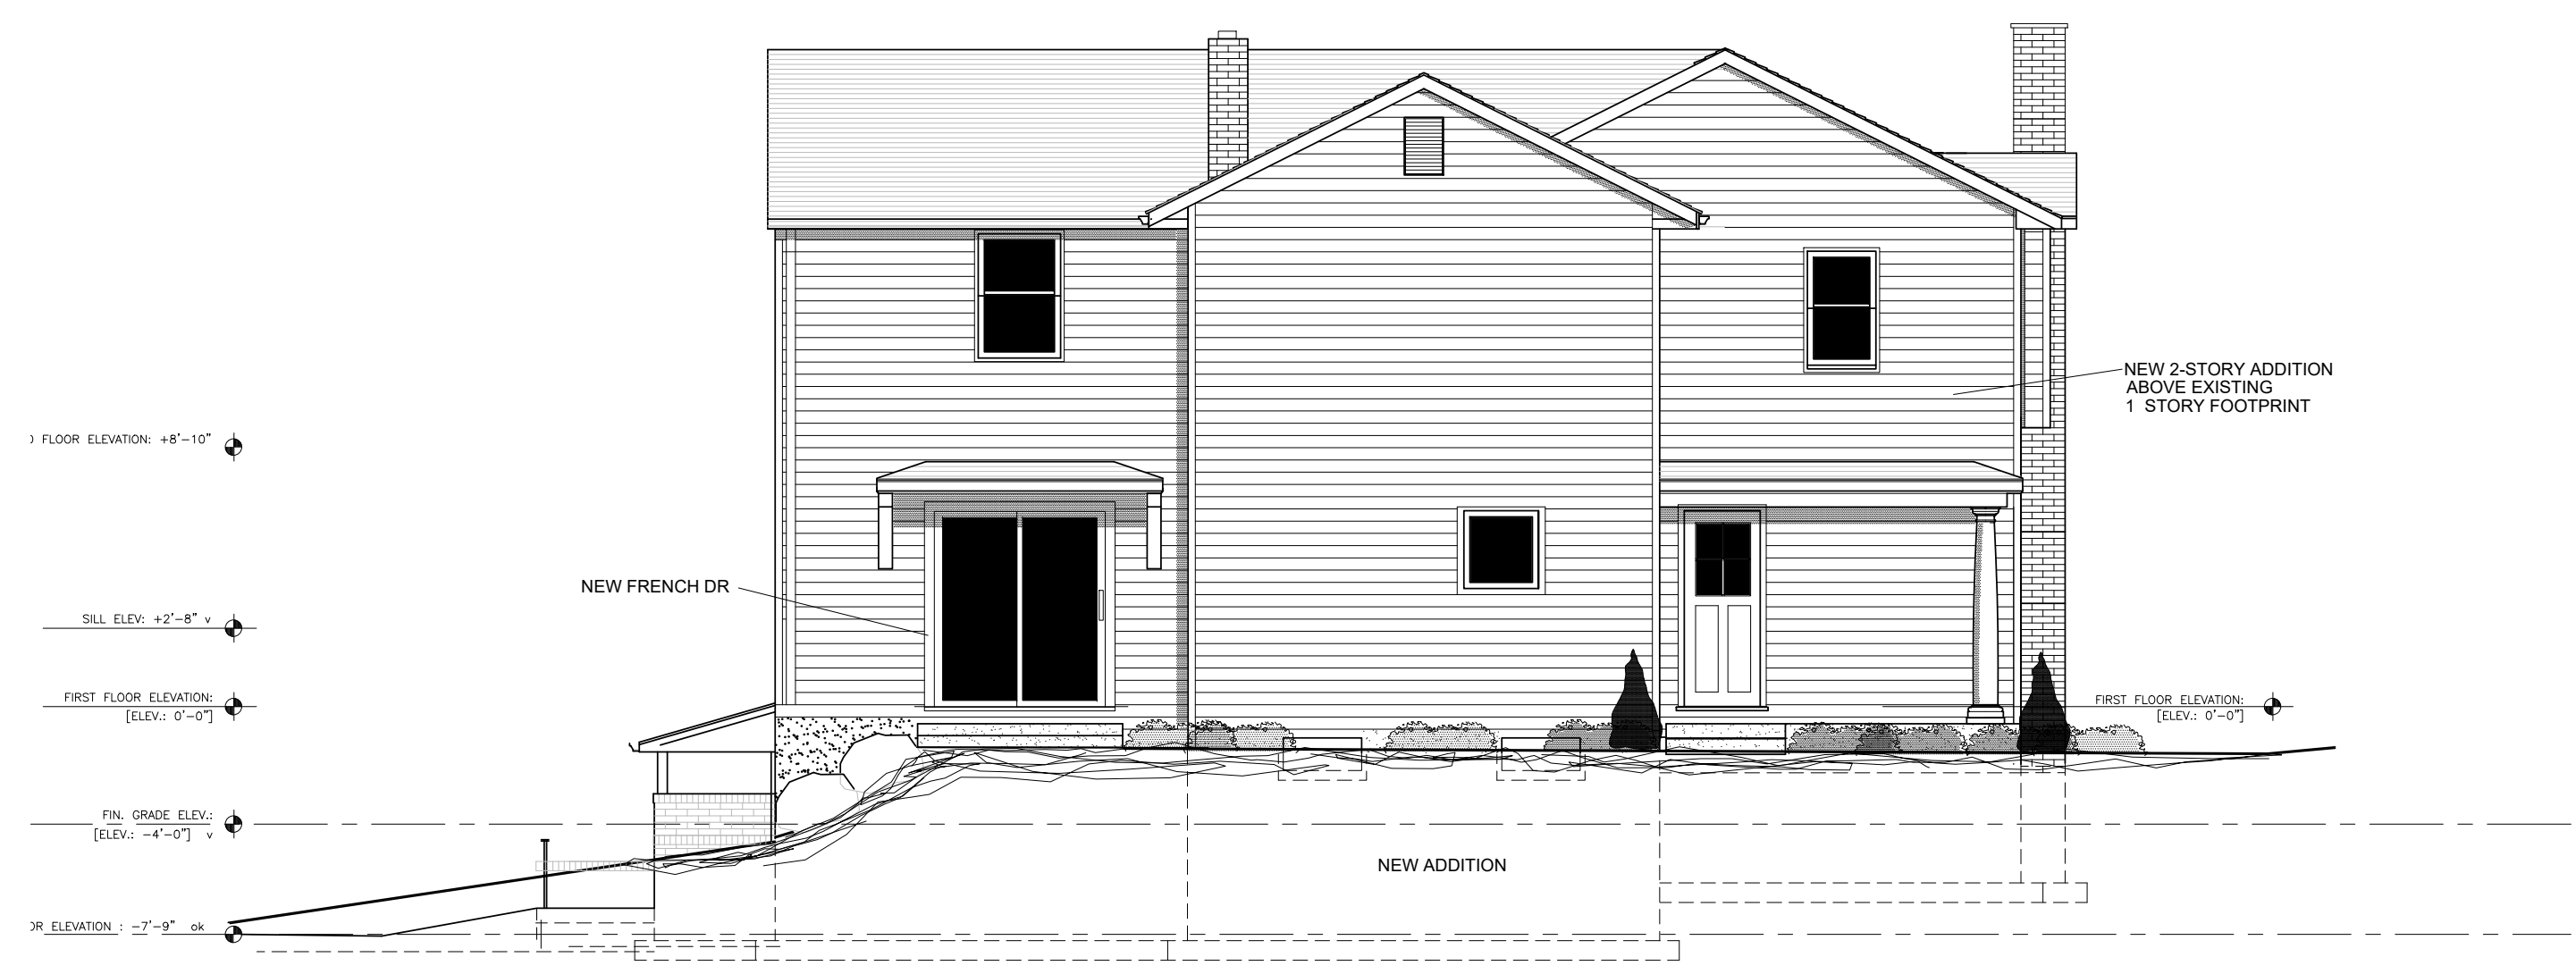 NEW 2-STORY ADDITION
ABOVE EXISTING
1 STORY FOOTPRINT
FLOOR ELEVATION: +8'-10"
NEW FRENCH DR
SILL ELEV: +2'-8" v
FIRST FLOOR ELEVATION:
[ELEV.: 0'-0"]
FIRST FLOOR ELEVATION:
[ELEV.: 0'-0"]
FIN. GRADE ELEV.:
[ELEV.: -4'-0"] v
NEW ADDITION
OR ELEVATION : -7'-9" ok